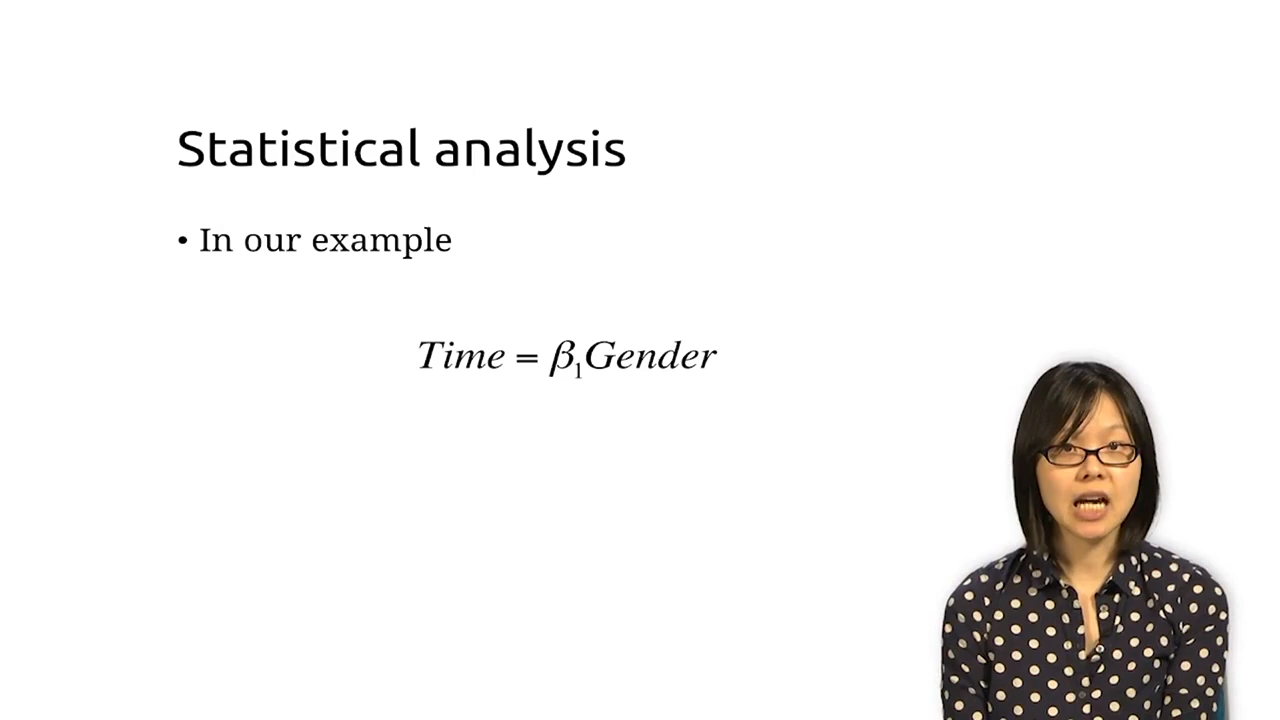 Statistical analysis
• In our example
Time = β₁Gender